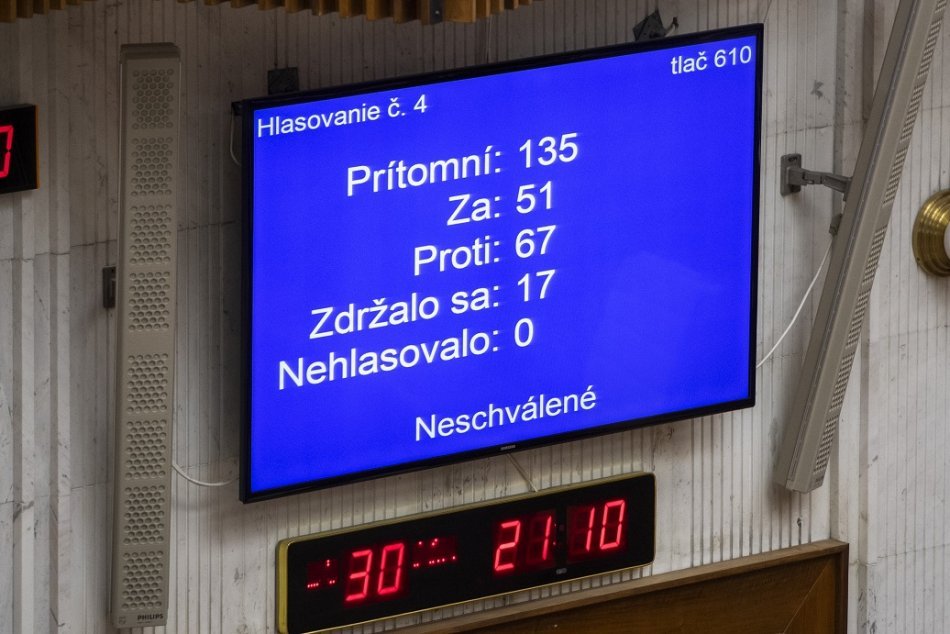 tlač 610
Hlasovanie č. 4
Prítomní: 135
Za: 51
Proti: 67
Zdržalo sa: 17
Nehlasovalo: 0
Neschválené
30 21 10
PHILIPS